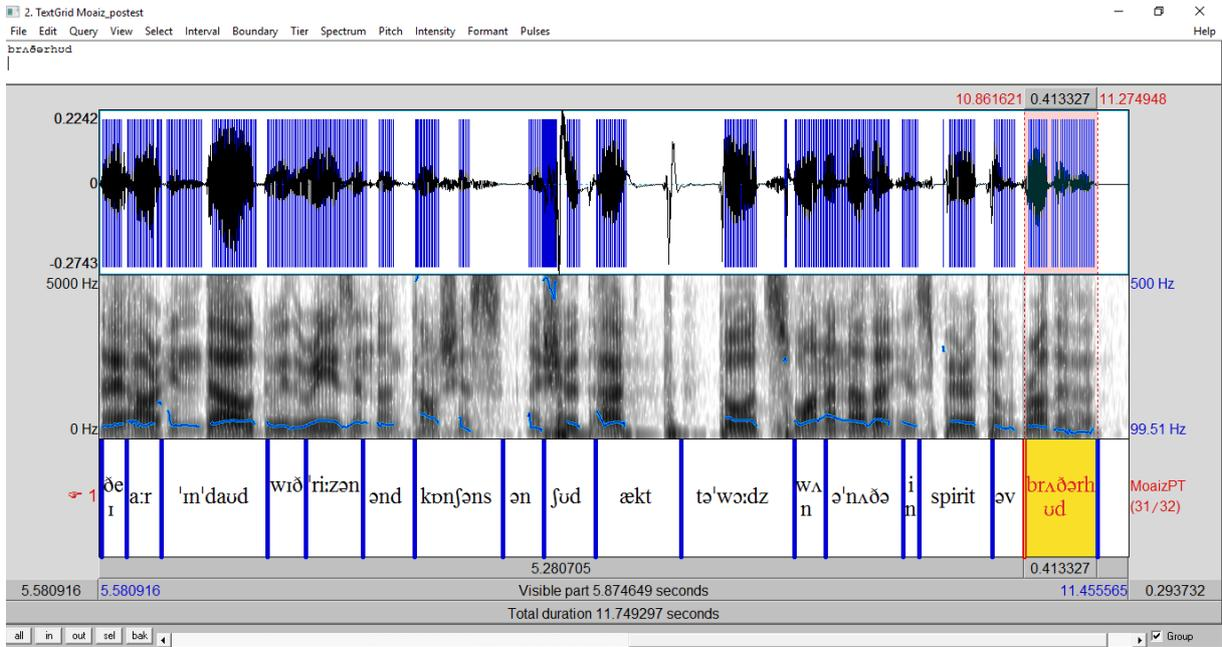 2. TextGrid Moaiz_postest
File Edit Query View Select Interval Boundary Tier Spectrum Pitch Intensity Formant Pulses Help
brʌðərhʊd
10.861621 0.413327 11.274948
0.2242
0
-0.2743
5000 Hz 500 Hz
0 Hz 99.51 Hz
1 ðeɪ a:r ˈɪnˈdaʊd wɪð ˈri:zən ənd kɒnʃəns ən ʃʊd ækt təˈwɔ:dz wʌn əˈnʌðə in spirit əv brʌðərhʊd MoaizPT
(31/32)
5.280705 0.413327
5.580916 5.580916 Visible part 5.874649 seconds 11.455565 0.293732
Total duration 11.749297 seconds
all in out sel bak Group